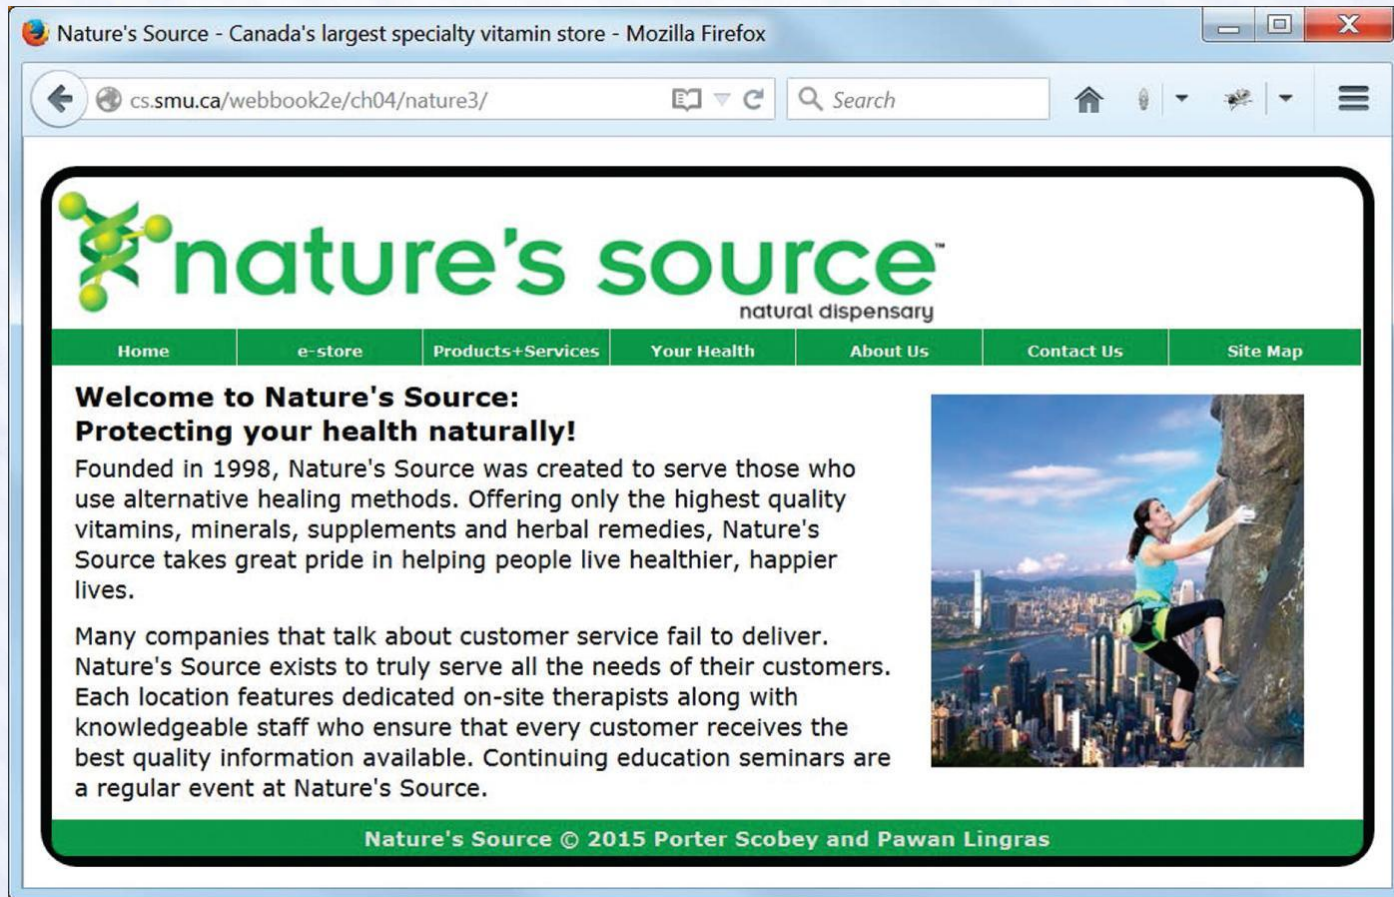 Nature's Source - Canada's largest specialty vitamin store - Mozilla Firefox
cs.smu.ca/webbook2e/ch04/nature3/
Search
nature's source™
natural dispensary
Home e-store Products+Services Your Health About Us Contact Us Site Map
Welcome to Nature's Source:
Protecting your health naturally!
Founded in 1998, Nature's Source was created to serve those who
use alternative healing methods. Offering only the highest quality
vitamins, minerals, supplements and herbal remedies, Nature's
Source takes great pride in helping people live healthier, happier
lives.
Many companies that talk about customer service fail to deliver.
Nature's Source exists to truly serve all the needs of their customers.
Each location features dedicated on-site therapists along with
knowledgeable staff who ensure that every customer receives the
best quality information available. Continuing education seminars are
a regular event at Nature's Source.
Nature's Source © 2015 Porter Scobey and Pawan Lingras